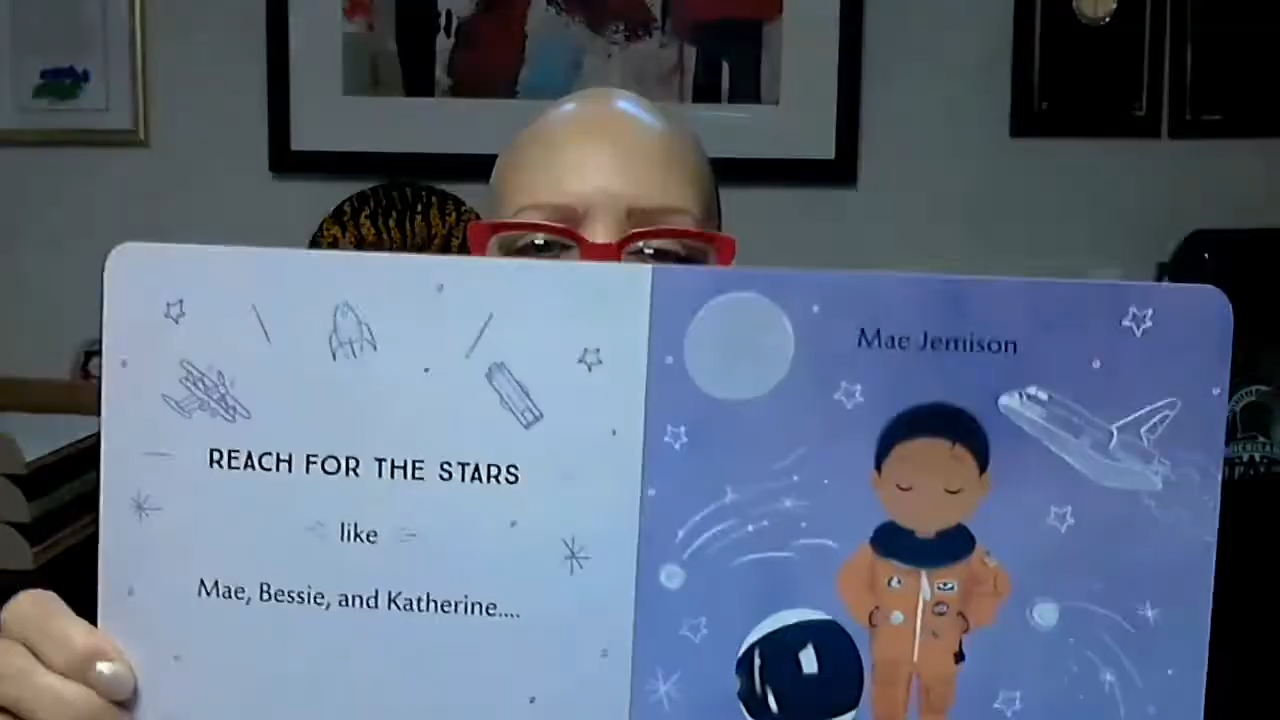 REACH FOR THE STARS
like
Mae, Bessie, and Katherine....
Mae Jemison